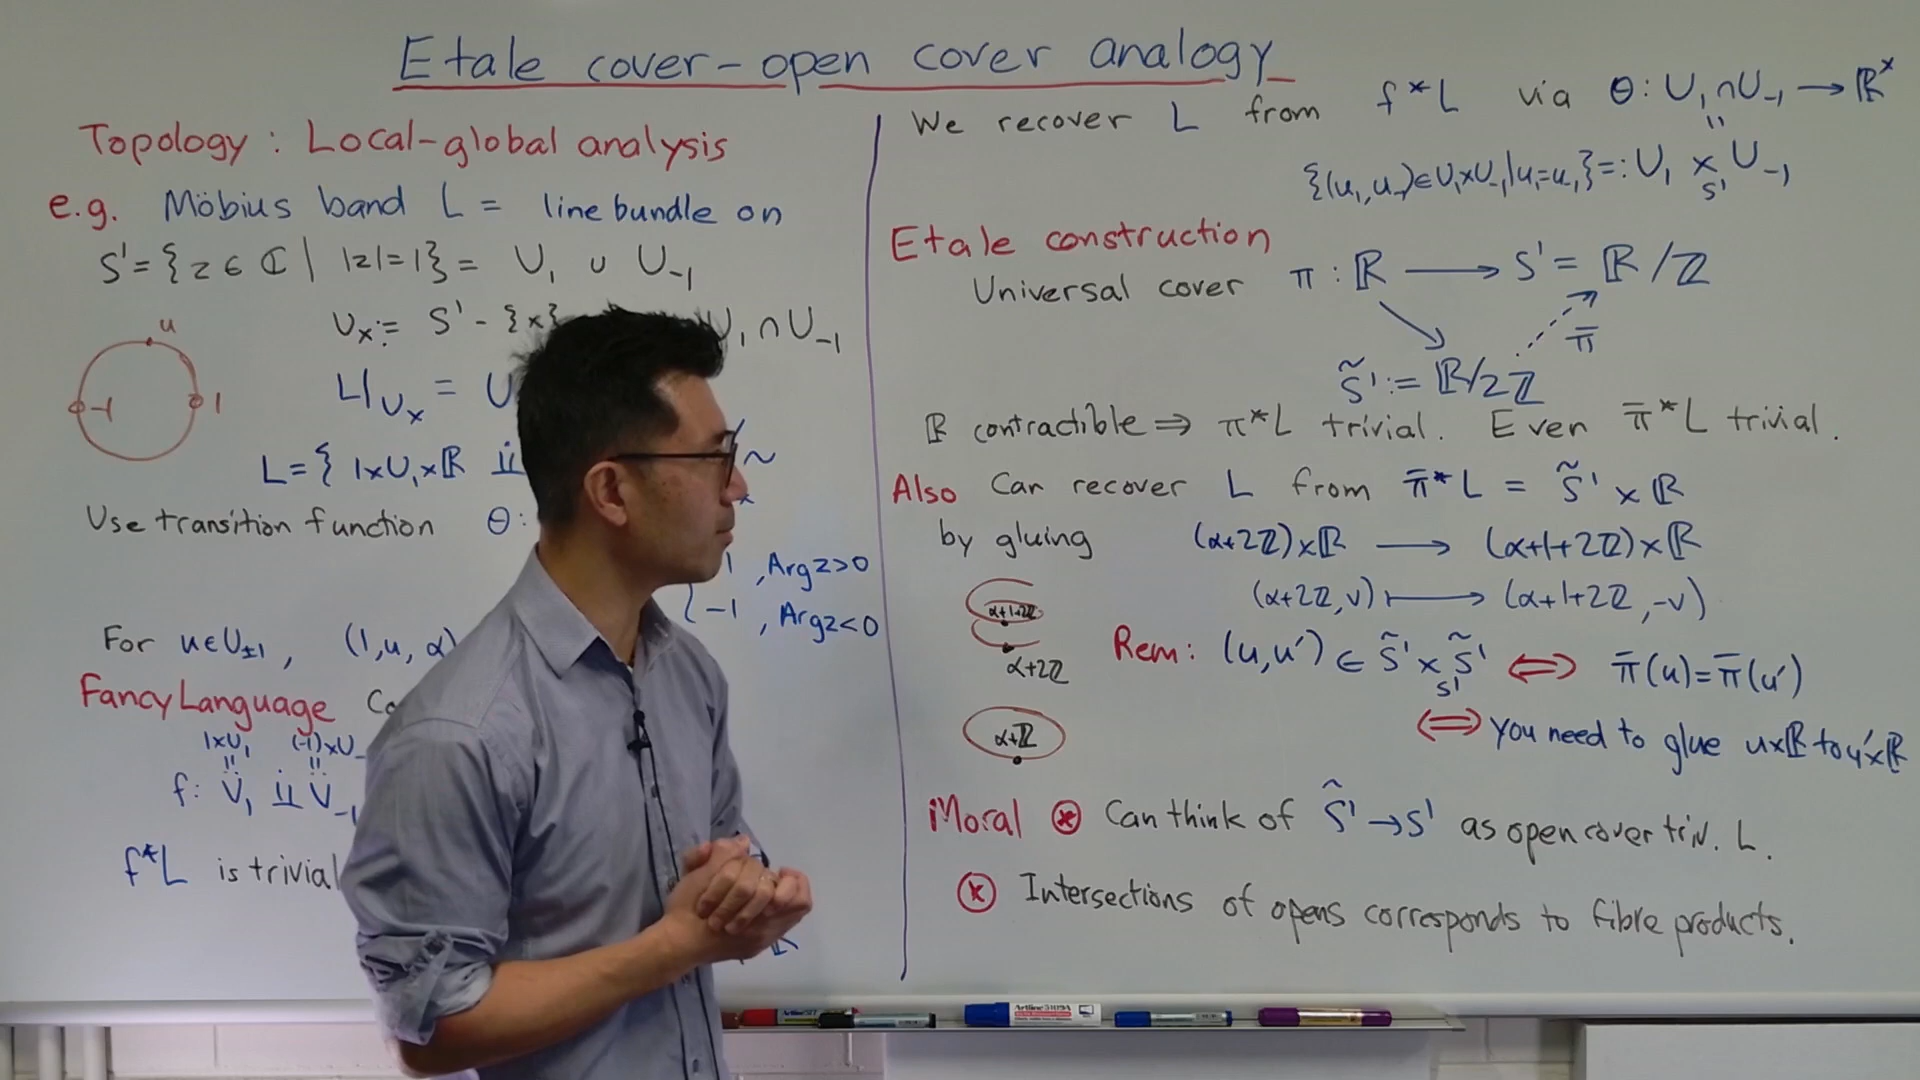 Etale cover - open cover analogy
Topology : Local-global analysis
e.g. Möbius band L = line bundle on
S¹ = {z ∈ ℂ | |z|=1} = U₁ ∪ U₋₁
Uₓ := S¹ - {x} U₁ ∩ U₋₁
u
-1
1
L|Uₓ = U
L = { 1×U₁×ℝ ⨿ ~
Use transition function θ:
1 , Arg z>0
-1 , Arg z<0
For u∈U±1 , (1,u,α)
Fancy Language
1×U₁ (-1)×U₋
f: U₁ ⨿ U₋₁
f*L is trivial
We recover L from f*L via θ: U₁∩U₋₁ → ℝˣ
{(u₁,u₋₁)∈U₁×U₋₁|u₁=u₋₁} =: U₁ ×_S¹ U₋₁
Etale construction
Universal cover π : ℝ → S¹ = ℝ/ℤ
π̄
S̃¹ := ℝ/2ℤ
ℝ contractible ⇒ π*L trivial. Even π̄*L trivial.
Also Can recover L from π̄*L = S̃¹ × ℝ
by gluing (α+2ℤ)×ℝ → (α+1+2ℤ)×ℝ
(α+2ℤ,v) ↦ (α+1+2ℤ,-v)
α+1+2ℤ
α+2ℤ
Rem: (u,u') ∈ S̃¹ ×_S¹ S̃¹ ⇔ π̄(u)=π̄(u')
⇔ you need to glue u×ℝ to u'×ℝ
α+ℤ
Moral ⊛ Can think of S̃¹ → S¹ as open cover triv. L.
⊛ Intersections of opens corresponds to fibre products.